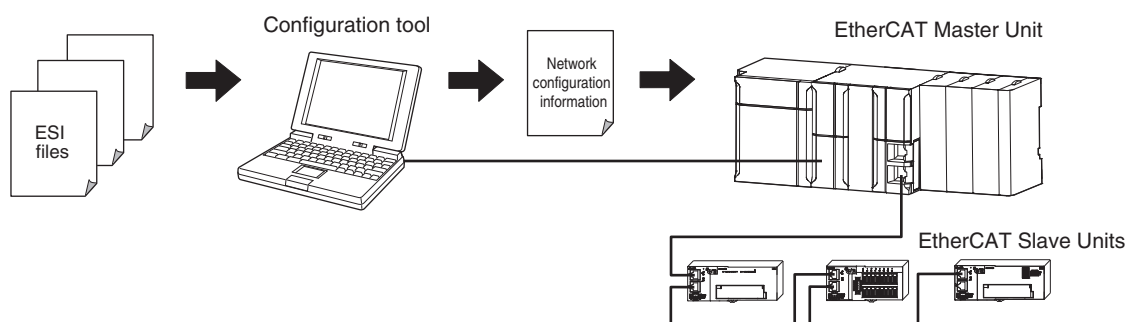 Configuration tool
EtherCAT Master Unit
Network
configuration
information
ESI
files
EtherCAT Slave Units